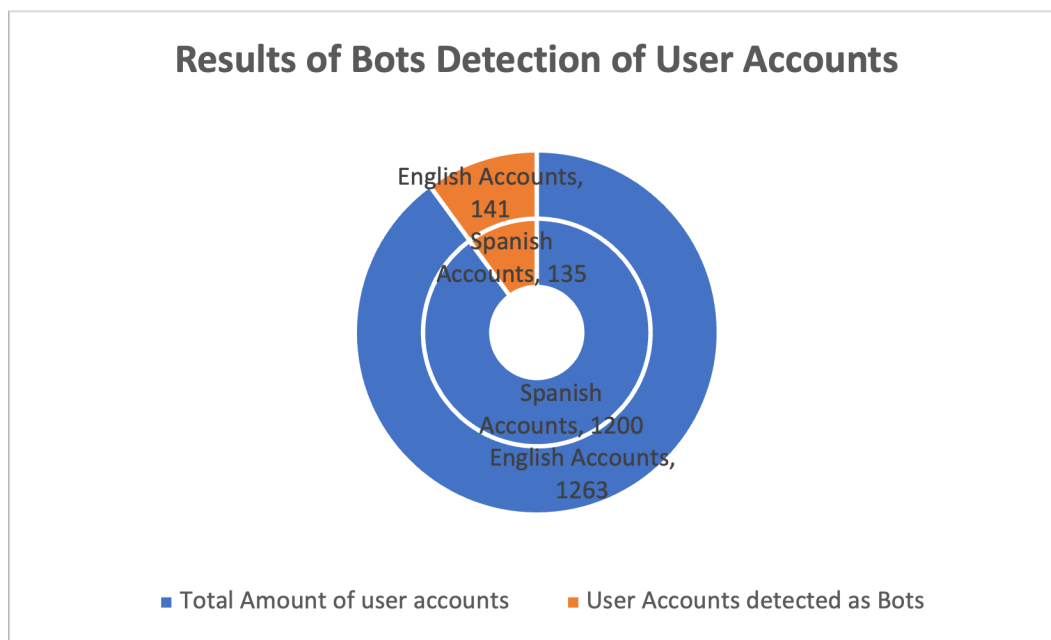 Results of Bots Detection of User Accounts
English Accounts,
141
Spanish
Accounts, 135
Spanish
Accounts, 1200
English Accounts,
1263
Total Amount of user accounts
User Accounts detected as Bots